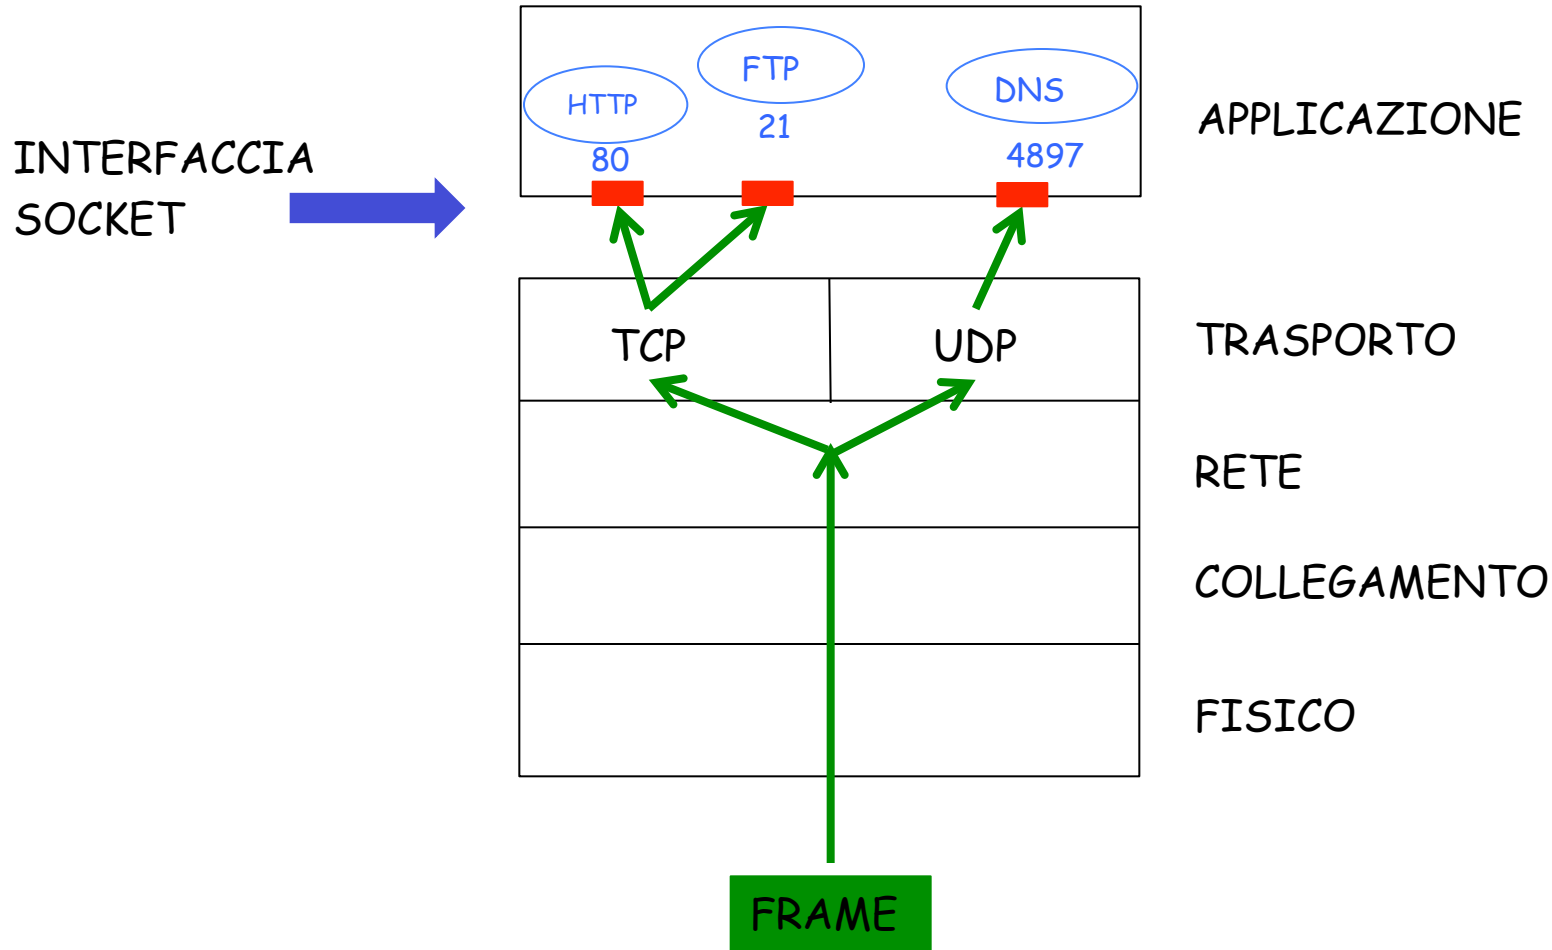 FTP
DNS
HTTP
21
80
4897
APPLICAZIONE
INTERFACCIA
SOCKET
TCP
UDP
TRASPORTO
RETE
COLLEGAMENTO
FISICO
FRAME